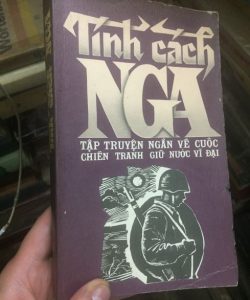 Tính cách
NGA
TẬP TRUYỆN NGẮN VỀ CUỘC
CHIẾN TRANH GIỮ NƯỚC VĨ ĐẠI